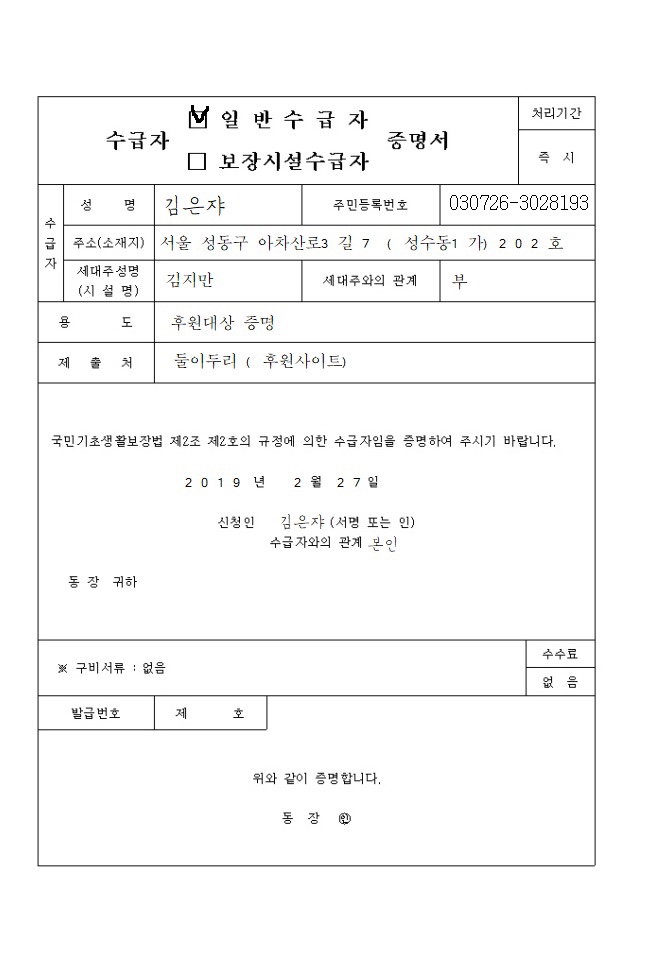 수급자 일 반 수 급 자 증명서
보장시설수급자
처리기간
즉 시
수급자
성 명 김은쟈 주민등록번호 030726-3028193
주소(소재지) 서울 성동구 아차산로3 길 7 ( 성수동1 가) 2 0 2 호
세대주성명 (시 설 명) 김지만 세대주와의 관계 부
용 도 후원대상 증명
제 출 처 둘이두리 ( 후원사이트)
국민기초생활보장법 제2조 제2호의 규정에 의한 수급자임을 증명하여 주시기 바랍니다.
2 0 1 9 년 2 월 2 7 일
신청인 김은쟈 (서명 또는 인)
수급자와의 관계 본인
동 장 귀하
※ 구비서류 : 없음
수수료
없 음
발급번호 제 호
위와 같이 증명합니다.
동 장 ㊞